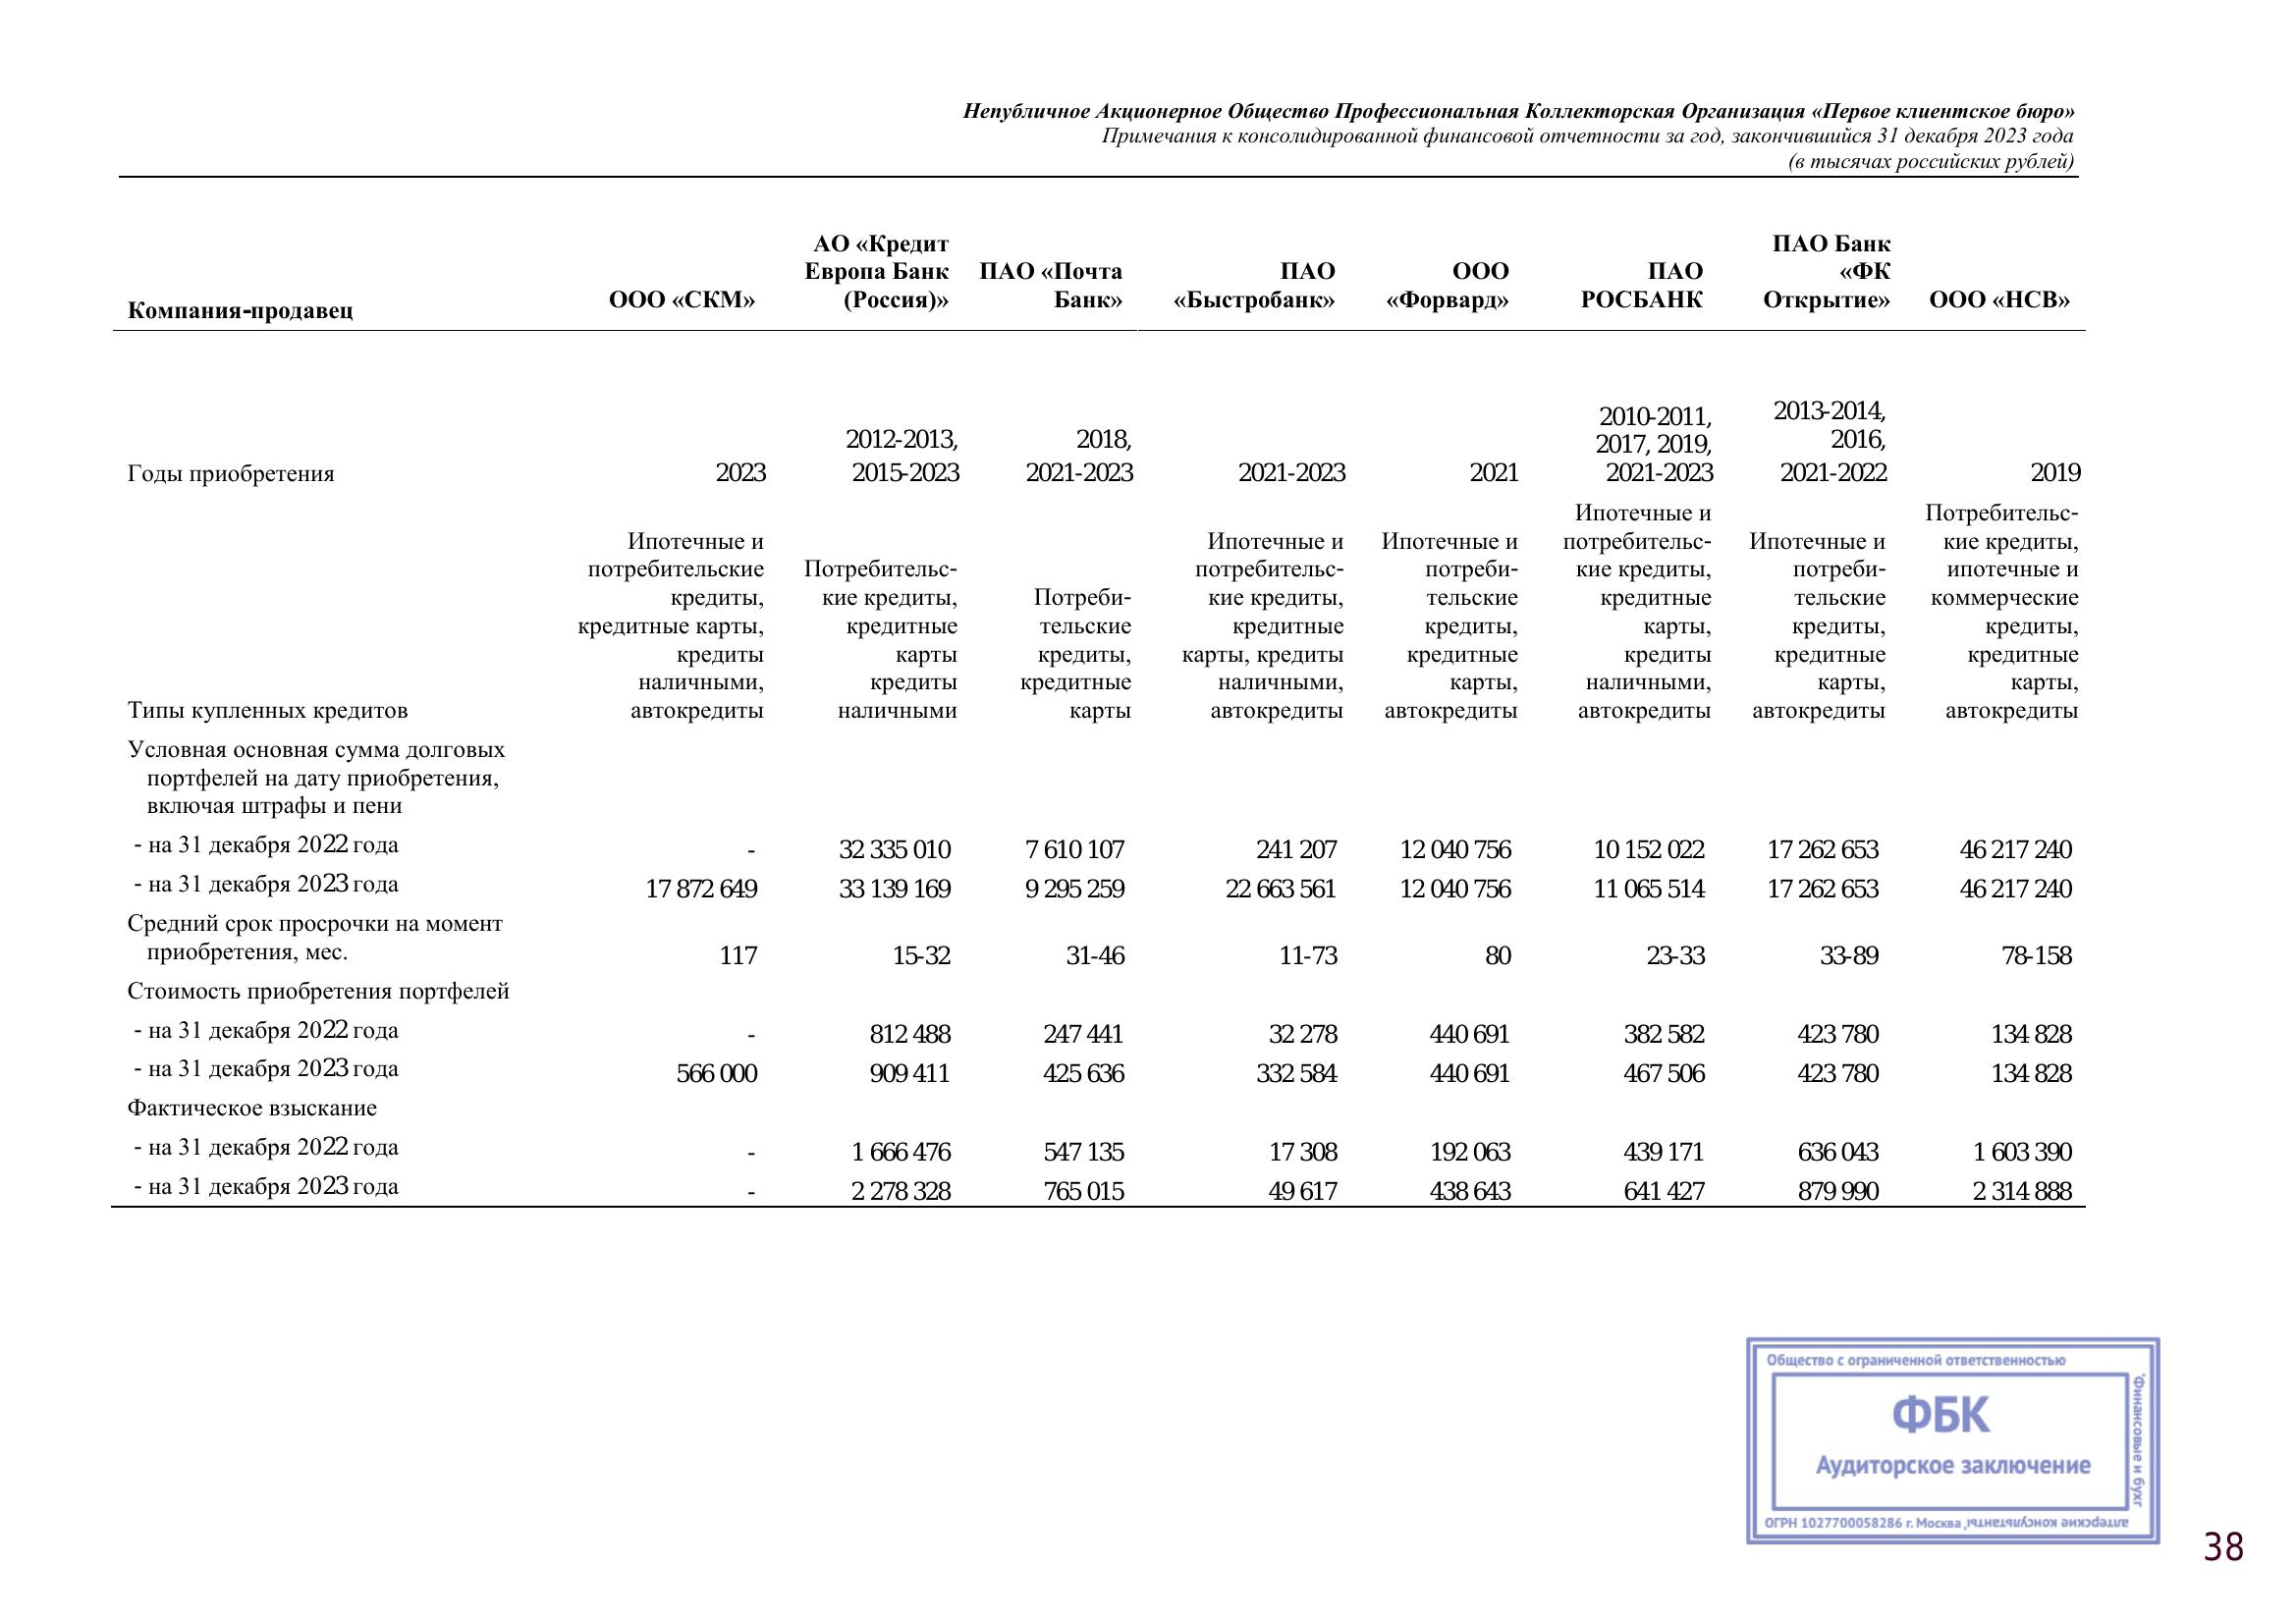 Непубличное Акционерное Общество Профессиональная Коллекторская Организация «Первое клиентское бюро»
Примечания к консолидированной финансовой отчетности за год, закончившийся 31 декабря 2023 года
(в тысячах российских рублей)
Компания-продавец ООО «СКМ» АО «Кредит Европа Банк (Россия)» ПАО «Почта Банк» ПАО «Быстробанк» ООО «Форвард» ПАО РОСБАНК ПАО Банк «ФК Открытие» ООО «НСВ»
Годы приобретения 2023 2012-2013, 2015-2023 2018, 2021-2023 2021-2023 2021 2010-2011, 2017, 2019, 2021-2023 2013-2014, 2016, 2021-2022 2019
Типы купленных кредитов Ипотечные и потребительские кредиты, кредитные карты, кредиты наличными, автокредиты Потребительс-кие кредиты, кредитные карты кредиты наличными Потреби-тельские кредиты, кредитные карты Ипотечные и потребительс-кие кредиты, кредитные карты, кредиты наличными, автокредиты Ипотечные и потреби-тельские кредиты, кредитные карты, автокредиты Ипотечные и потребительс-кие кредиты, кредитные карты, кредиты наличными, автокредиты Ипотечные и потреби-тельские кредиты, кредитные карты, автокредиты Потребительс-кие кредиты, ипотечные и коммерческие кредиты, кредитные карты, автокредиты
Условная основная сумма долговых
портфелей на дату приобретения,
включая штрафы и пени
- на 31 декабря 2022 года - 32 335 010 7 610 107 241 207 12 040 756 10 152 022 17 262 653 46 217 240
- на 31 декабря 2023 года 17 872 649 33 139 169 9 295 259 22 663 561 12 040 756 11 065 514 17 262 653 46 217 240
Средний срок просрочки на момент
приобретения, мес. 117 15-32 31-46 11-73 80 23-33 33-89 78-158
Стоимость приобретения портфелей
- на 31 декабря 2022 года - 812 488 247 441 32 278 440 691 382 582 423 780 134 828
- на 31 декабря 2023 года 566 000 909 411 425 636 332 584 440 691 467 506 423 780 134 828
Фактическое взыскание
- на 31 декабря 2022 года - 1 666 476 547 135 17 308 192 063 439 171 636 043 1 603 390
- на 31 декабря 2023 года - 2 278 328 765 015 49 617 438 643 641 427 879 990 2 314 888
Общество с ограниченной ответственностью
"Финансовые и бухг
алтерские консультанты,
ФБК
Аудиторское заключение
ОГРН 1027700058286 г. Москва
38